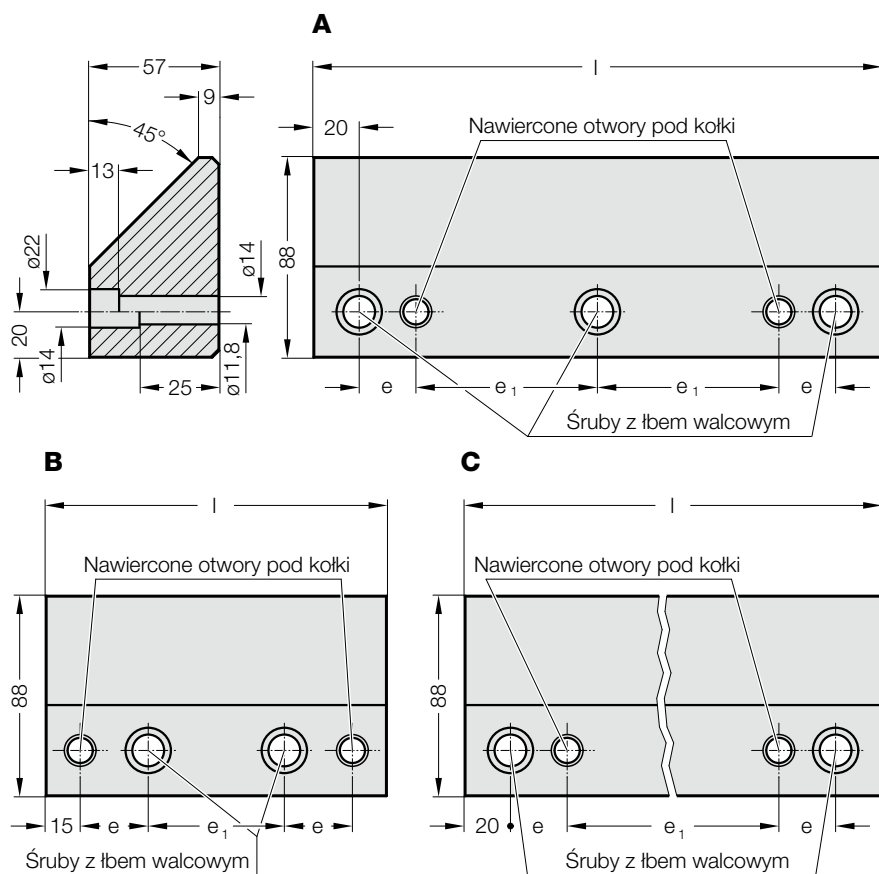 A
57
l
9
20
Nawiercone otwory pod kołki
45°
13
ø22
ø14
88
20
ø14
25
ø11,8
e
e₁
e₁
e
Śruby z łbem walcowym
B
l
Nawiercone otwory pod kołki
88
15
e
e₁
e
Śruby z łbem walcowym
C
l
Nawiercone otwory pod kołki
88
20
e
e₁
e
Śruby z łbem walcowym